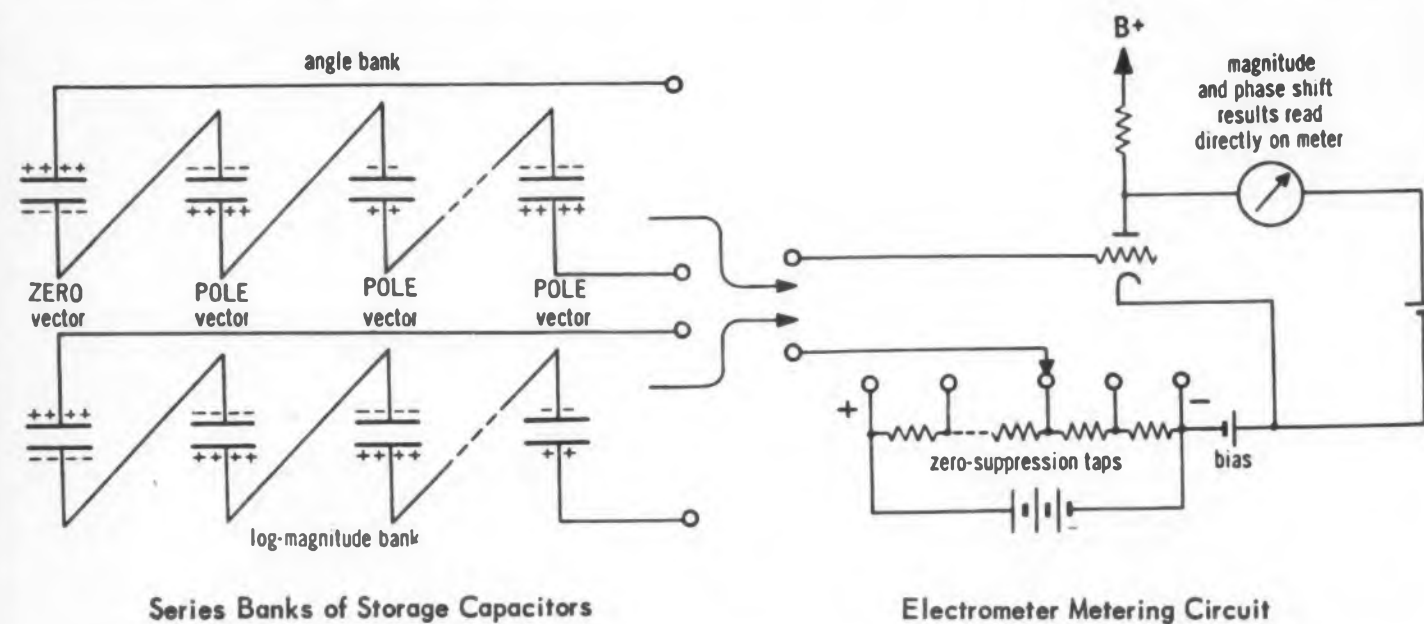 angle bank
+ + + +
- - - -
- - - -
+ + + +
- -
+ +
- - - -
+ + + +
ZERO
vector
POLE
vector
POLE
vector
POLE
vector
+ + + +
- - - -
- - - -
+ + + +
- - - -
+ + + +
- -
+ +
log-magnitude bank
Series Banks of Storage Capacitors
B+
magnitude
and phase shift
results read
directly on meter
+
-
zero-suppression taps
bias
-
Electrometer Metering Circuit